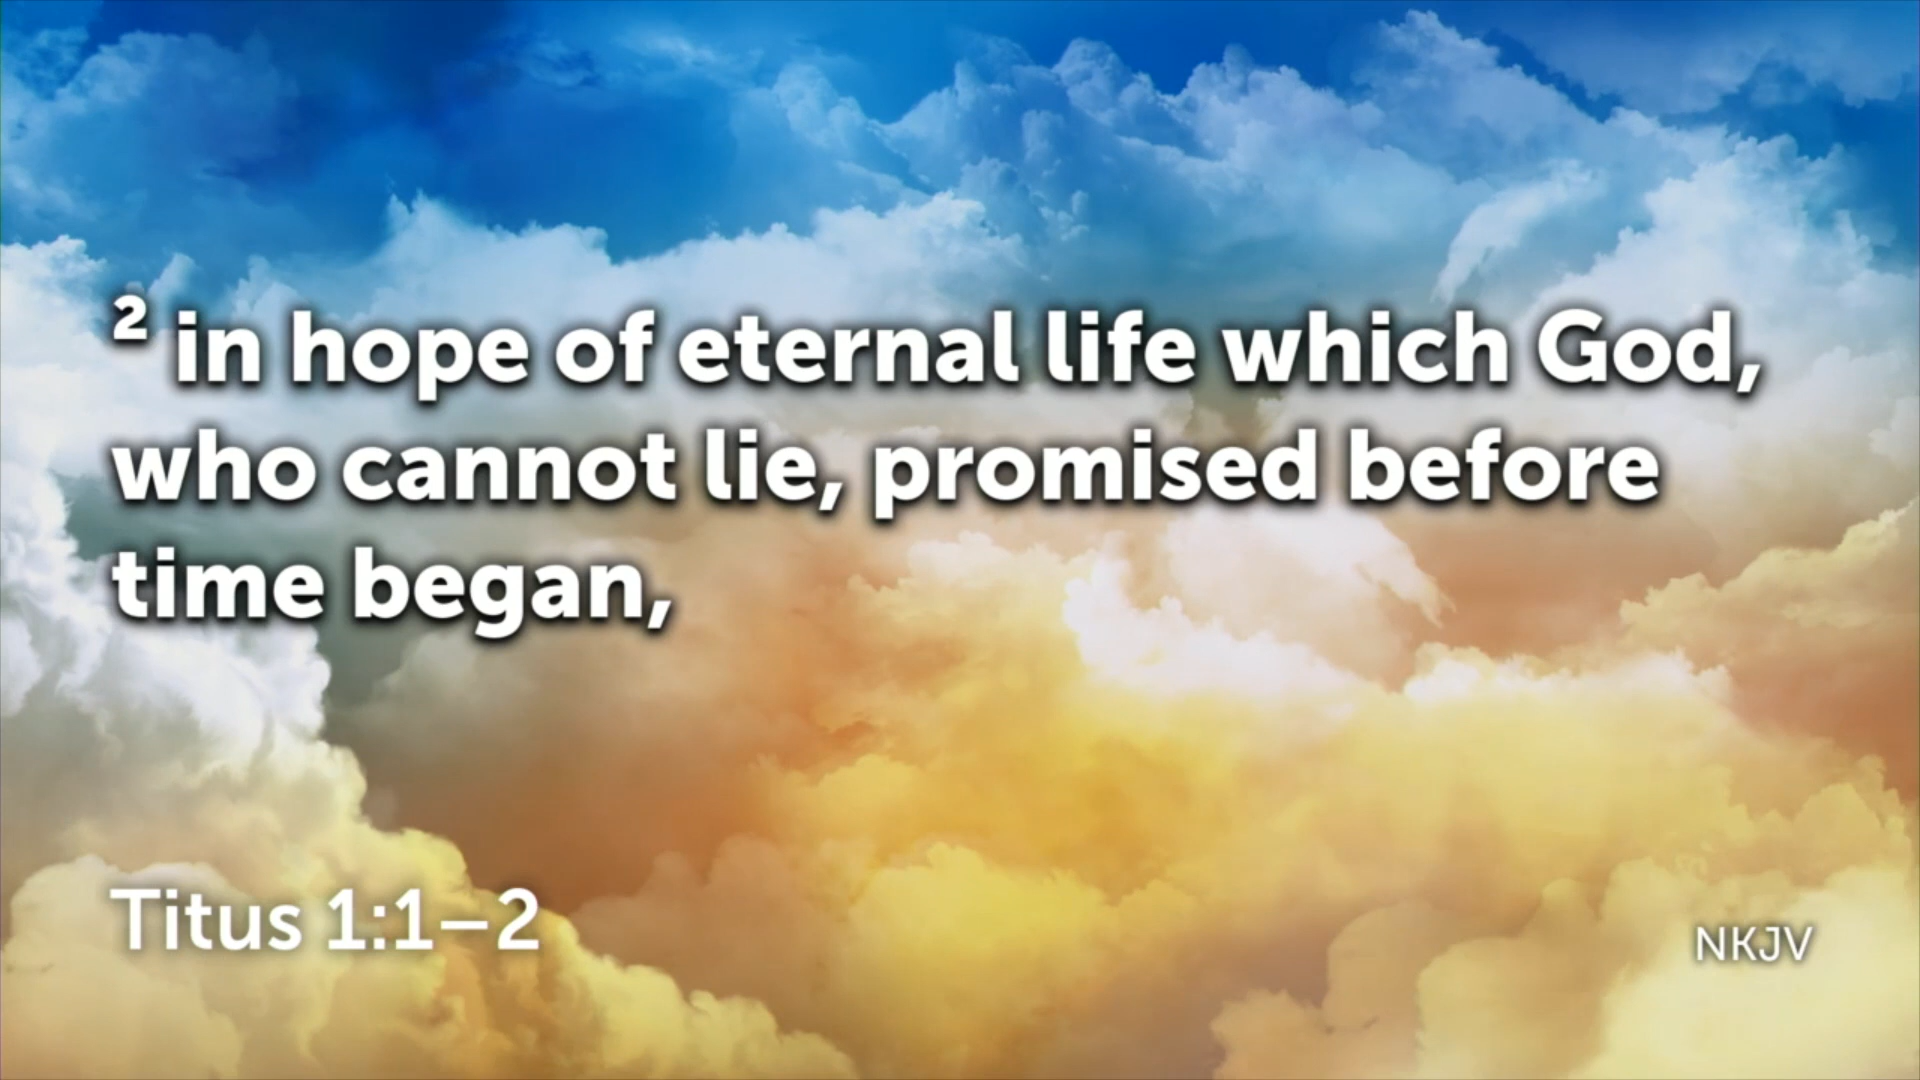 ² in hope of eternal life which God,
who cannot lie, promised before
time began,
Titus 1:1–2
NKJV